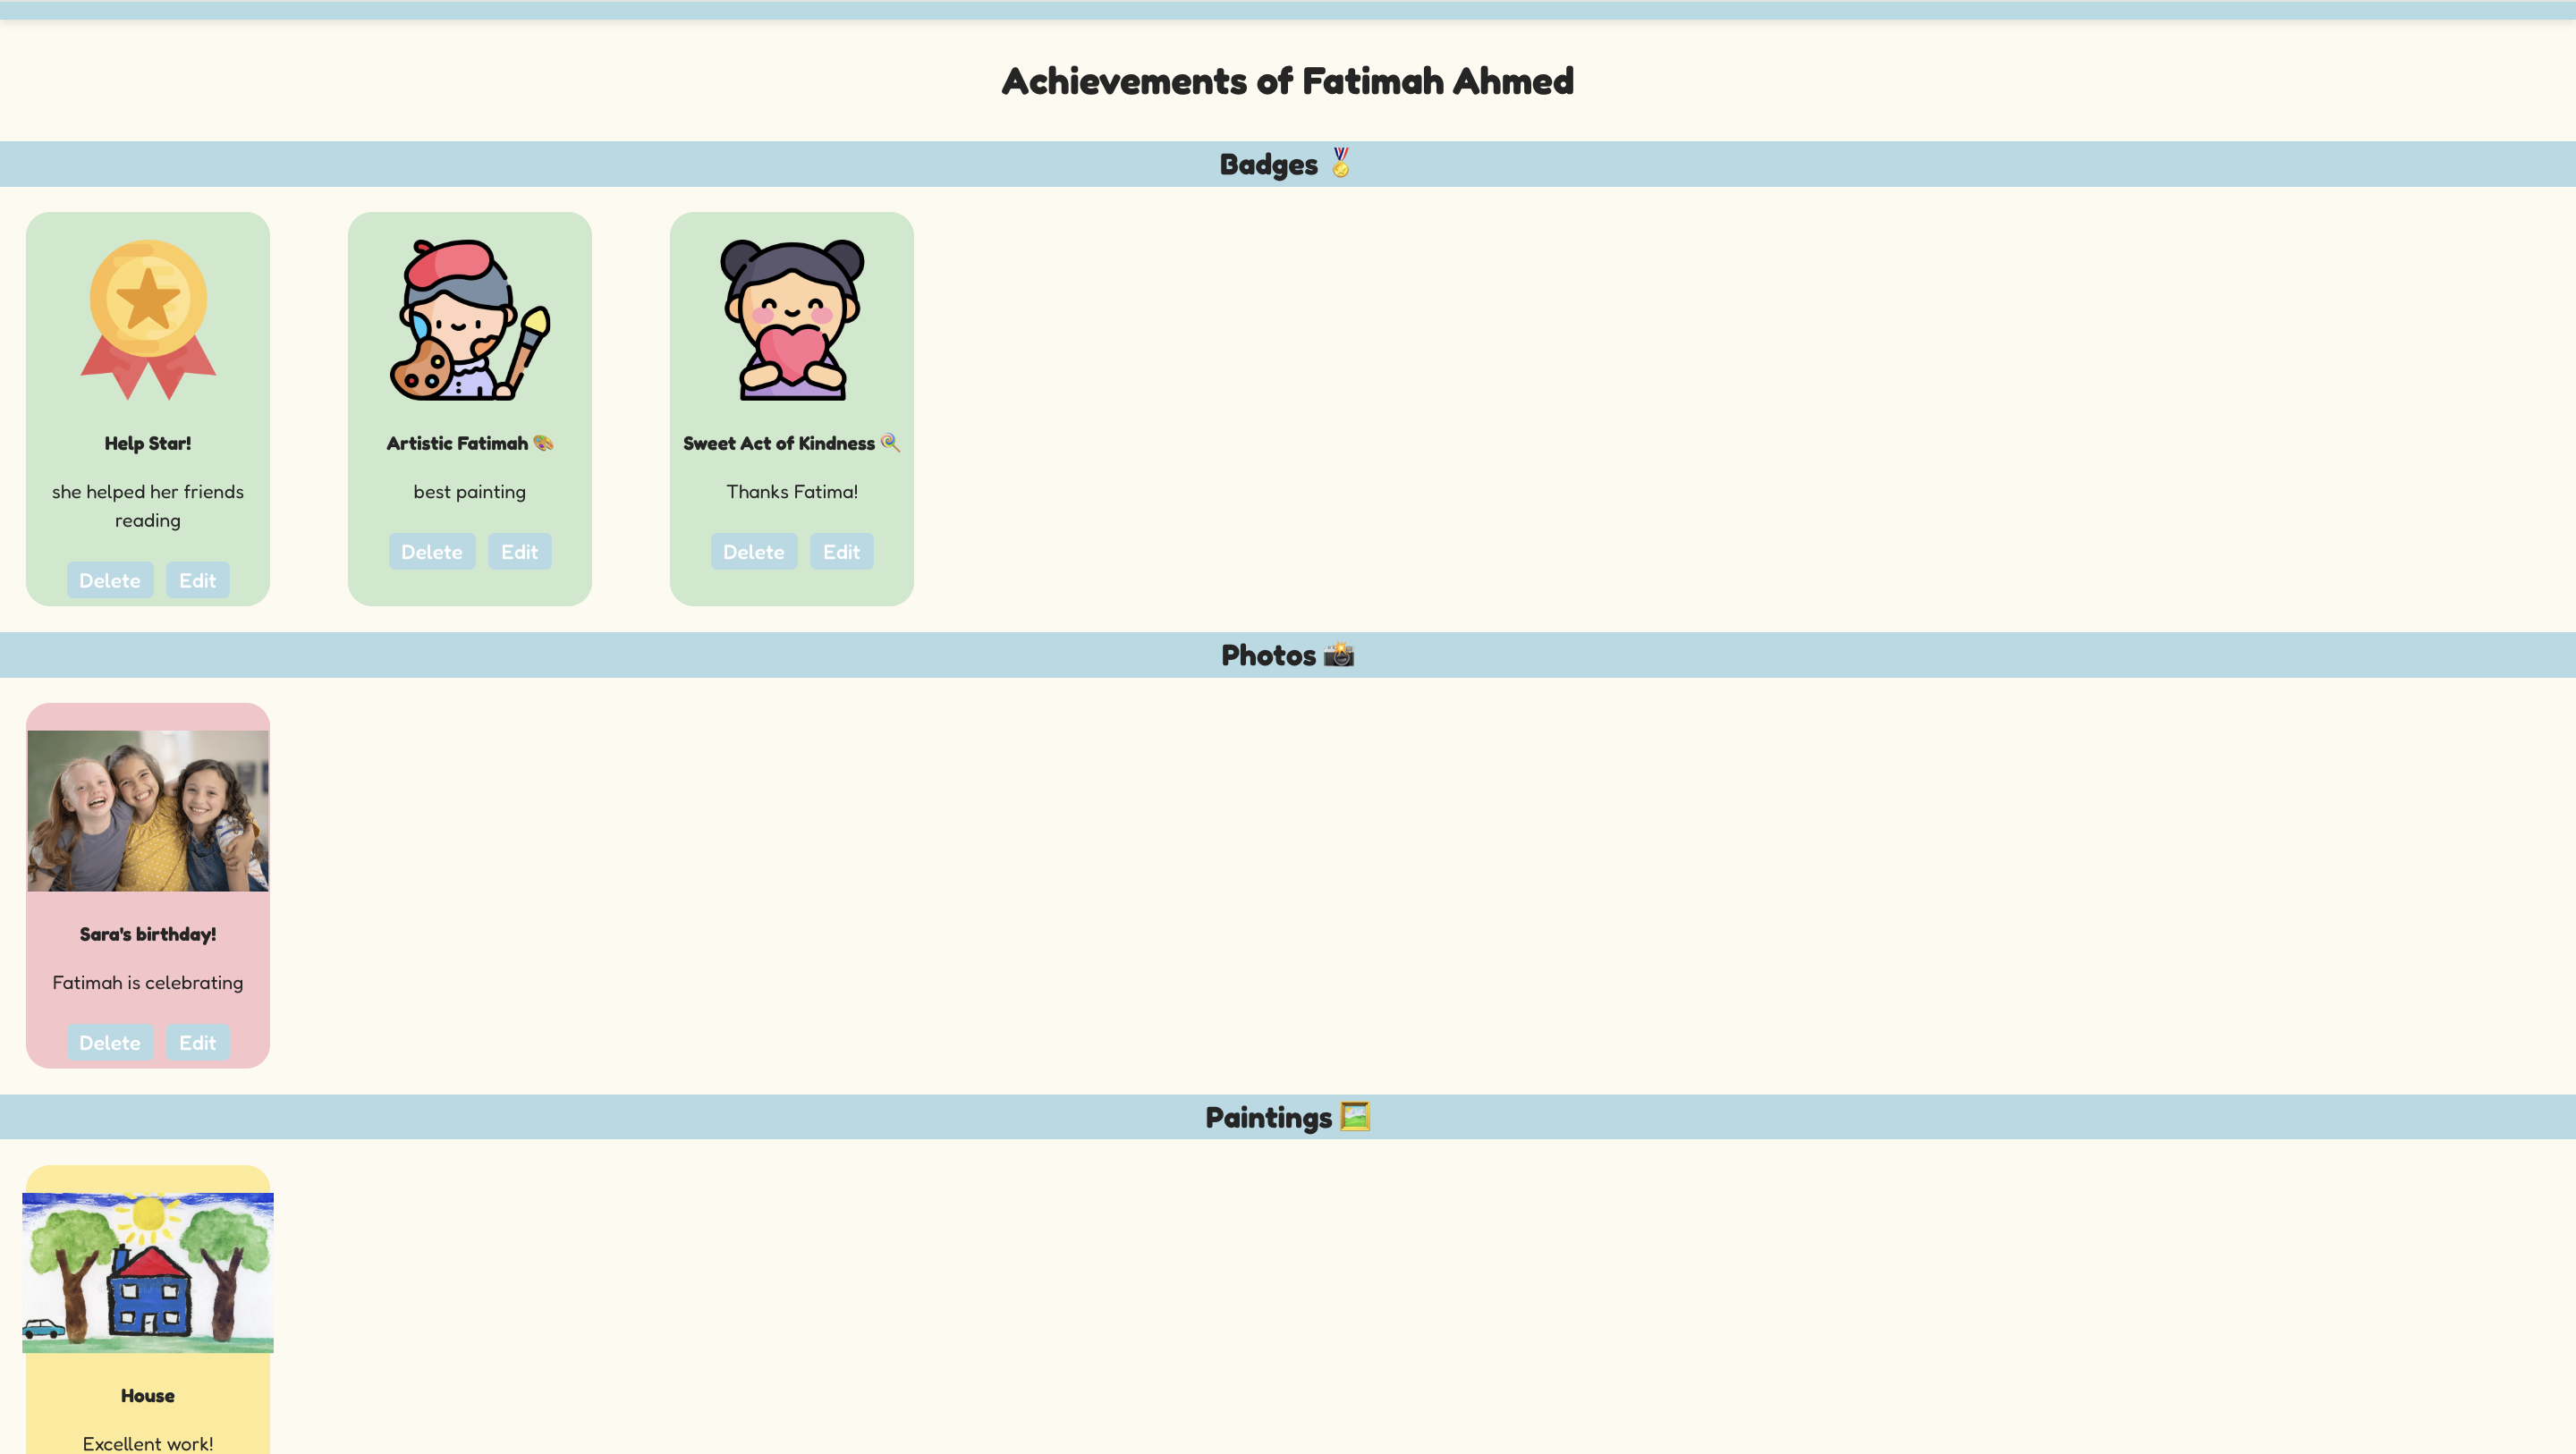 Achievements of Fatimah Ahmed
Badges 🏅
Help Star!
she helped her friends
reading
Delete Edit
Artistic Fatimah 🎨
best painting
Delete Edit
Sweet Act of Kindness 🍭
Thanks Fatima!
Delete Edit
Photos 📸
Sara's birthday!
Fatimah is celebrating
Delete Edit
Paintings 🖼️
House
Excellent work!